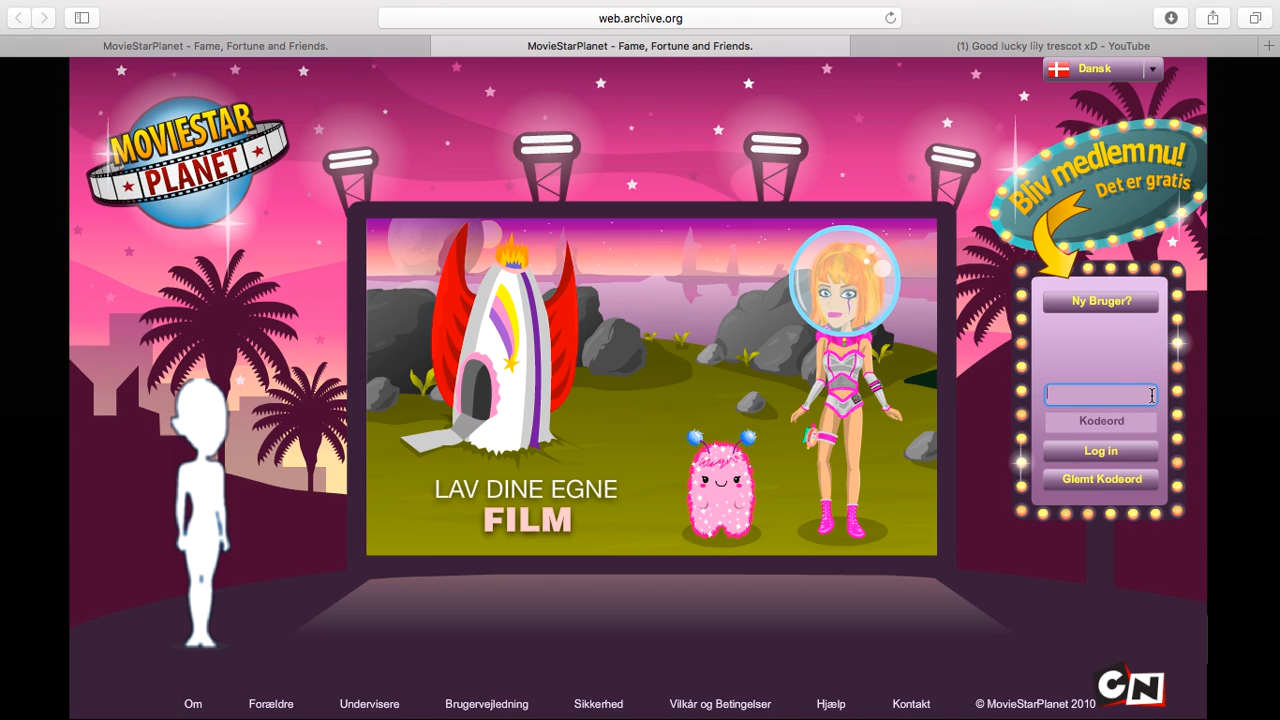 web.archive.org
MovieStarPlanet - Fame, Fortune and Friends.
MovieStarPlanet - Fame, Fortune and Friends.
(1) Good lucky lily trescot xD - YouTube
Dansk
MOVIESTAR
PLANET
Bliv medlem nu!
Det er gratis
Ny Bruger?
Kodeord
Log in
Glemt Kodeord
LAV DINE EGNE
FILM
CN
Om
Forældre
Undervisere
Brugervejledning
Sikkerhed
Vilkår og Betingelser
Hjælp
Kontakt
© MovieStarPlanet 2010